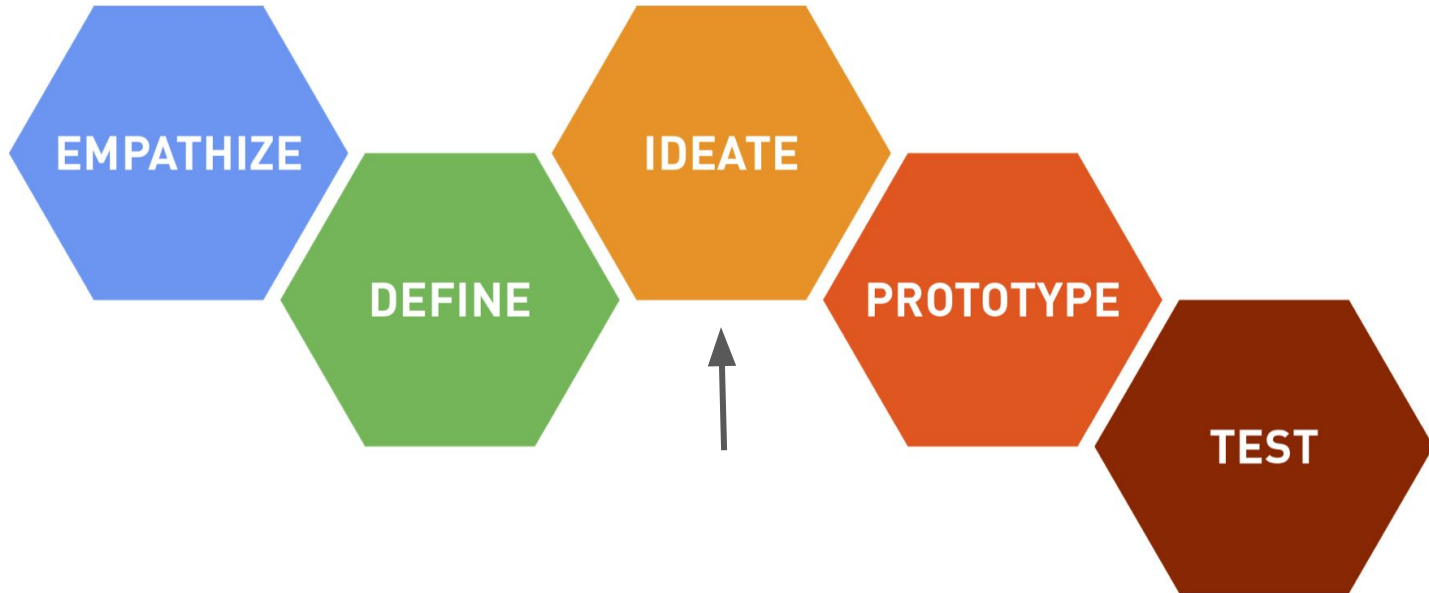 EMPATHIZE
DEFINE
IDEATE
PROTOTYPE
TEST